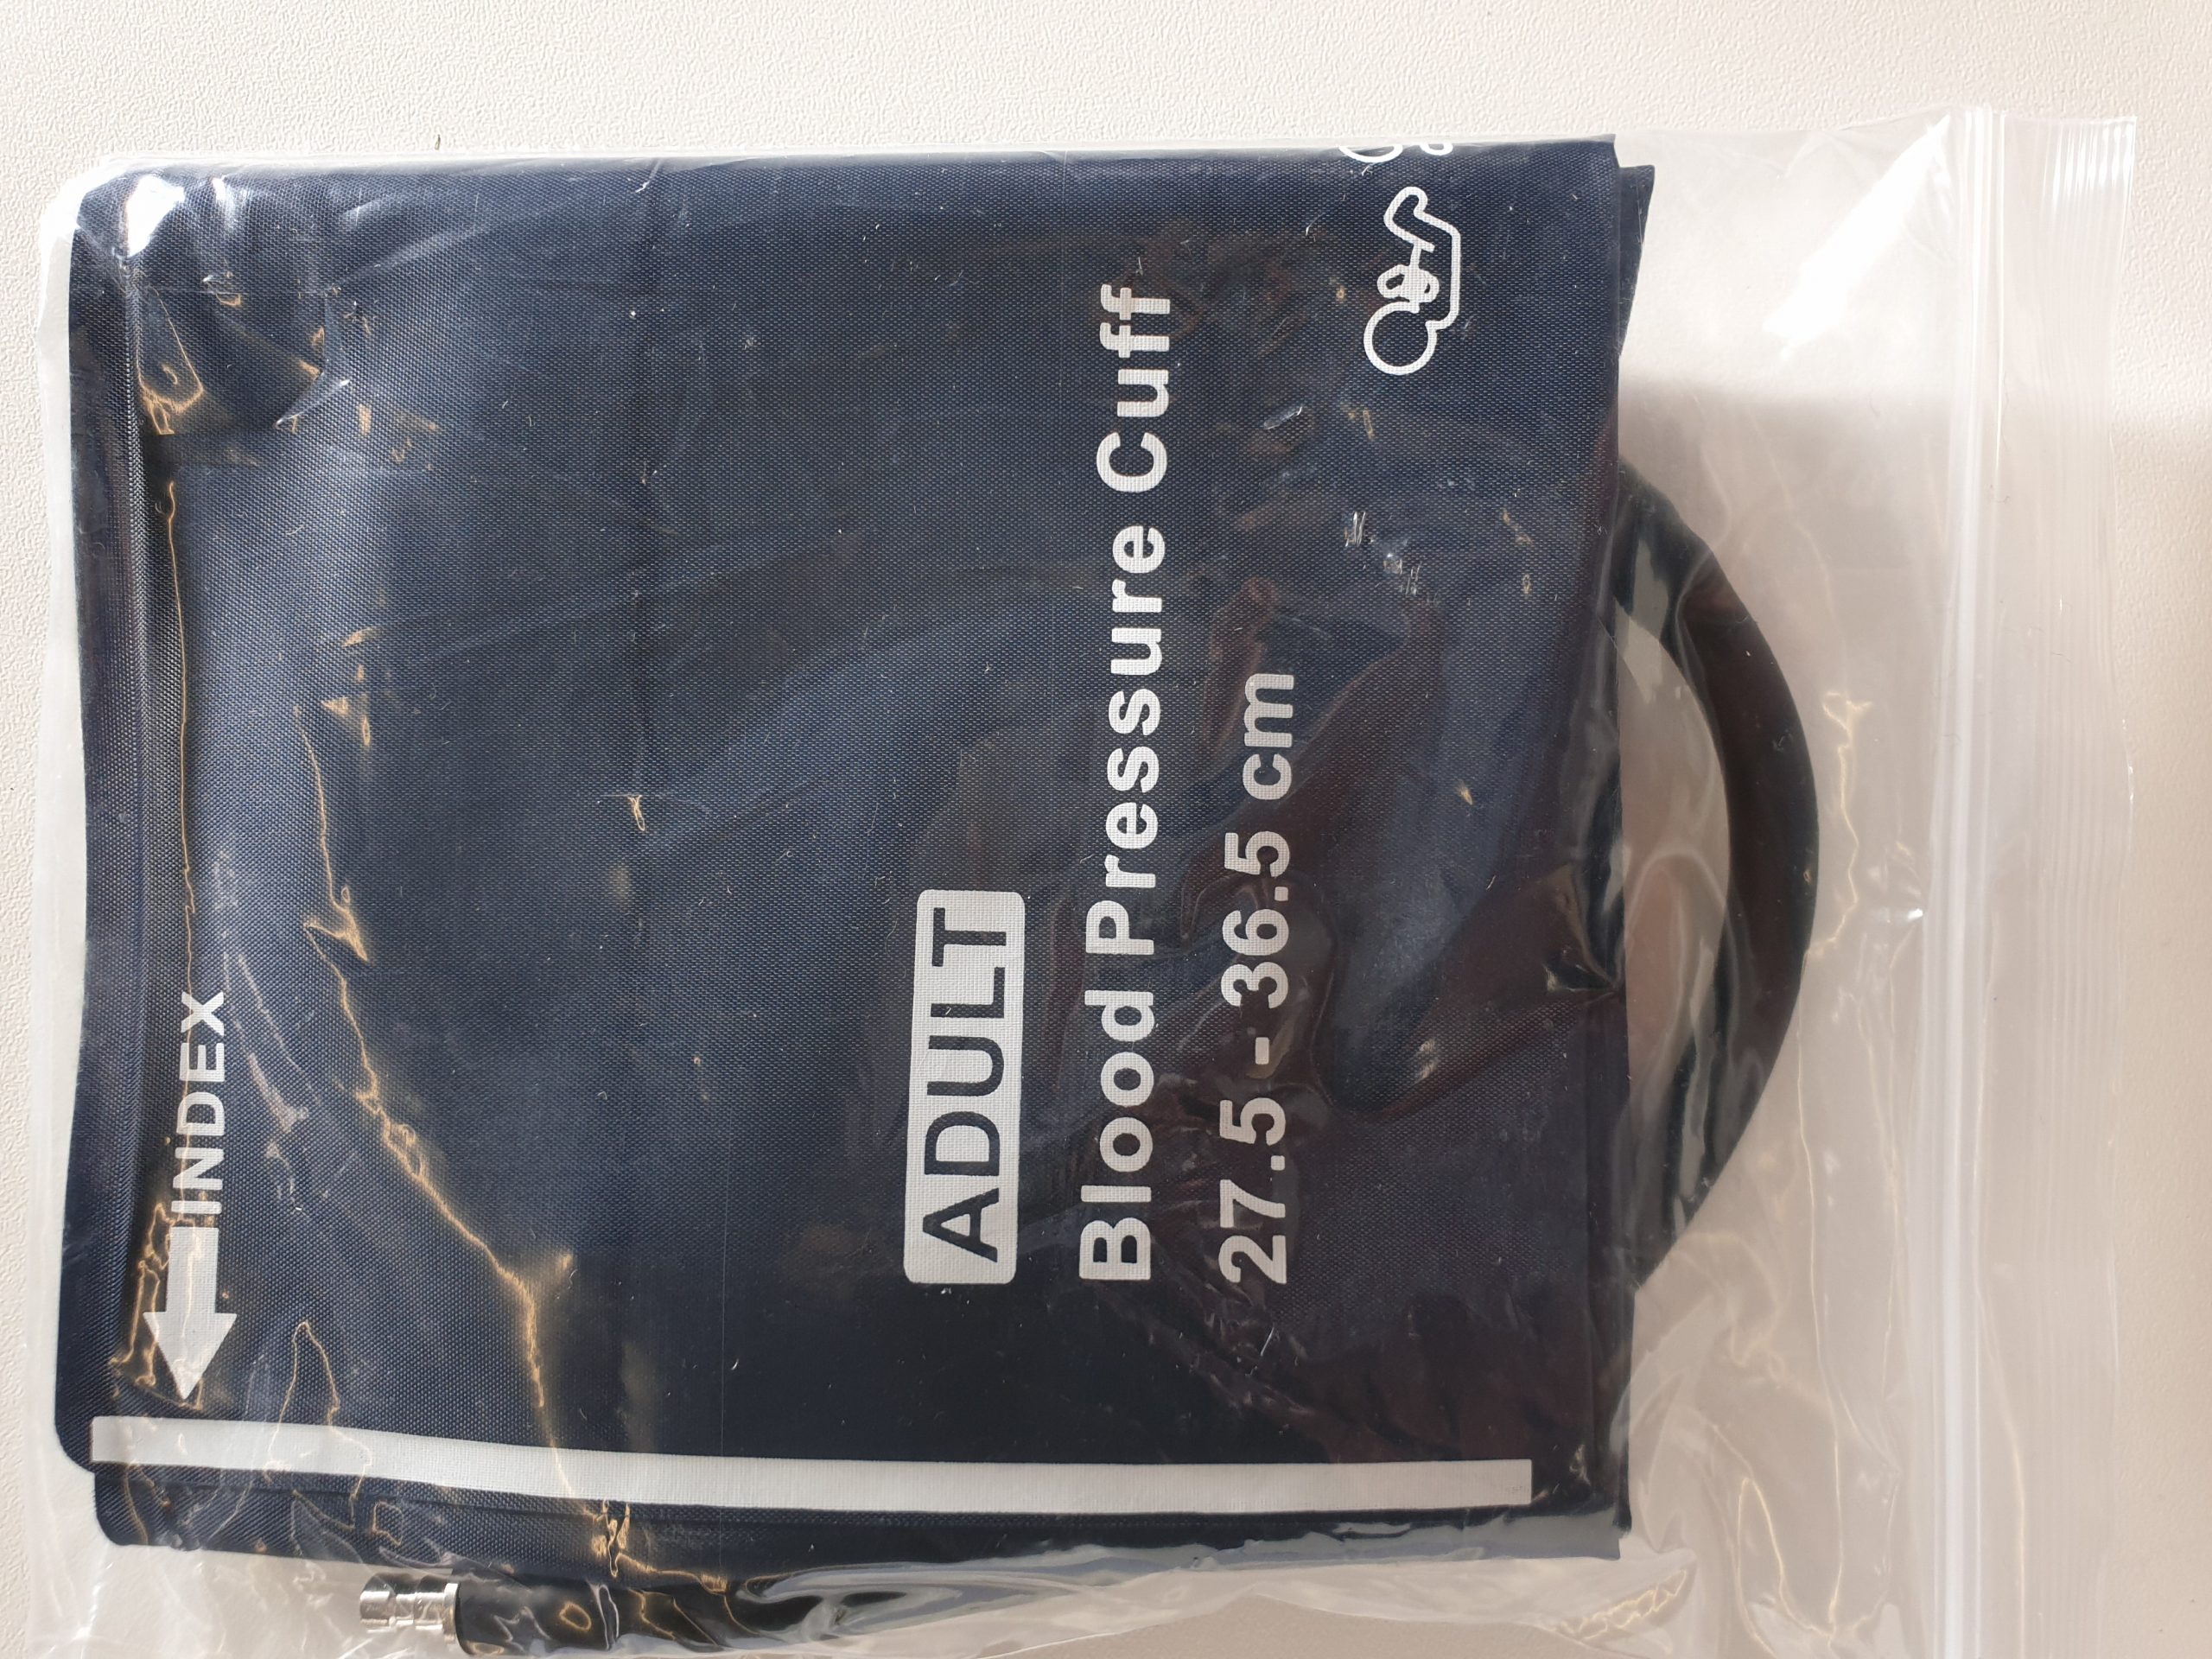 INDEX
ADULT
Blood Pressure Cuff
27.5 - 36.5 cm